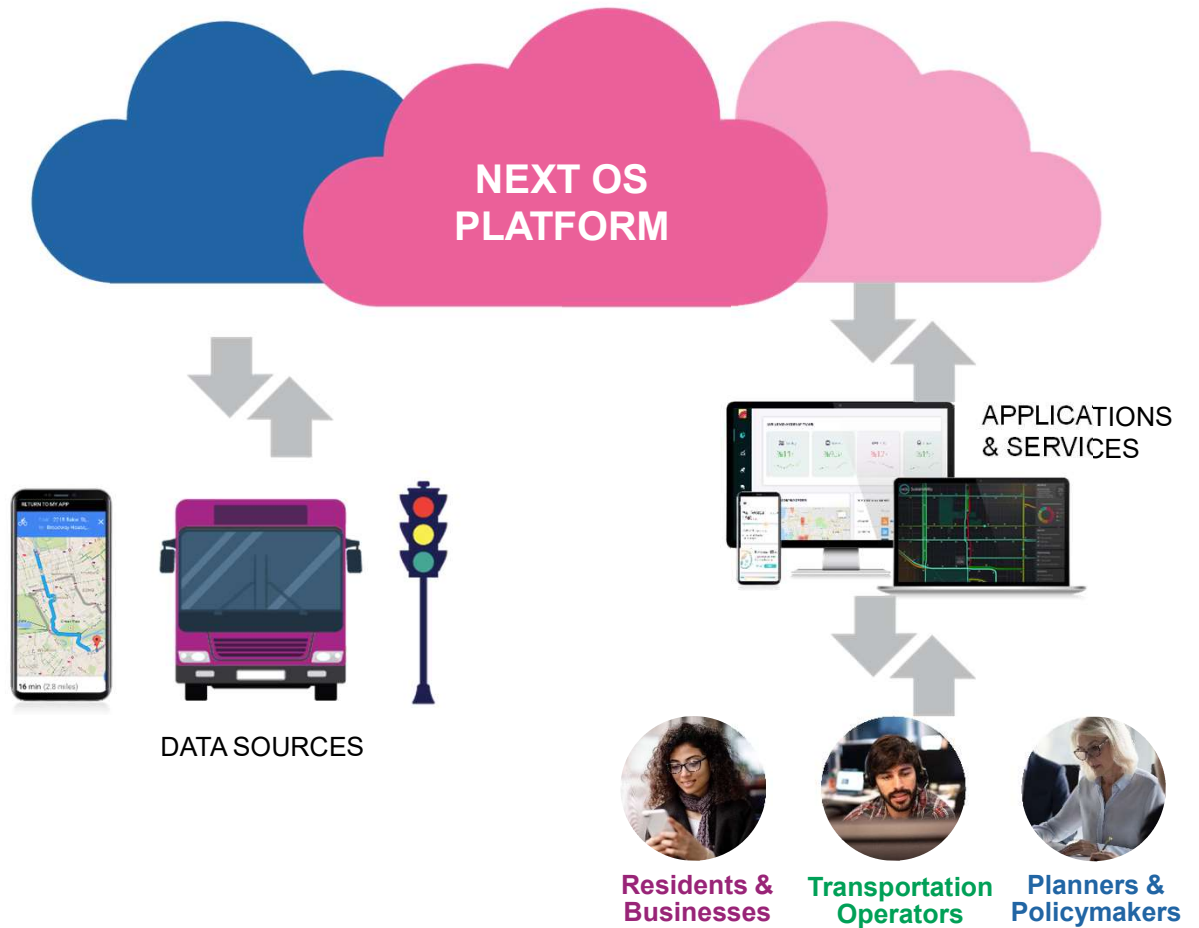 NEXT OS
PLATFORM
APPLICATIONS
& SERVICES
RETURN TO MY APP
16 min (2.8 miles)
DATA SOURCES
Residents &
Businesses
Transportation
Operators
Planners &
Policymakers